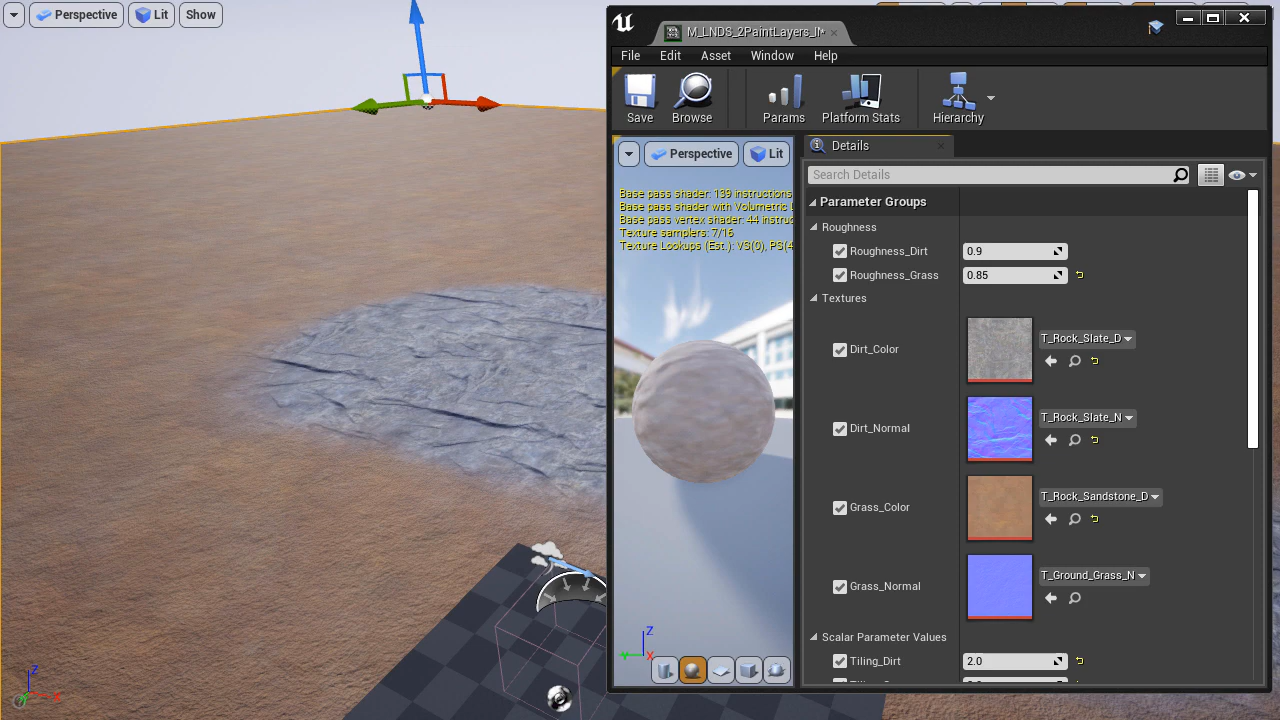 Perspective
Lit
Show
M_LNDS_2PaintLayers_I
File
Edit
Asset
Window
Help
Save
Browse
Params
Platform Stats
Hierarchy
Perspective
Lit
Base pass shader: 139 instructions
Base pass shader with Volumetric
Base pass vertex shader: 44 instruc
Texture samplers: 7/16
Texture Lookups (Est.): VS(0), PS(4
Details
Search Details
Parameter Groups
Roughness
Roughness_Dirt
0.9
Roughness_Grass
0.85
Textures
Dirt_Color
T_Rock_Slate_D
Dirt_Normal
T_Rock_Slate_N
Grass_Color
T_Rock_Sandstone_D
Grass_Normal
T_Ground_Grass_N
Scalar Parameter Values
Tiling_Dirt
2.0
Z
Y
X
Z
X